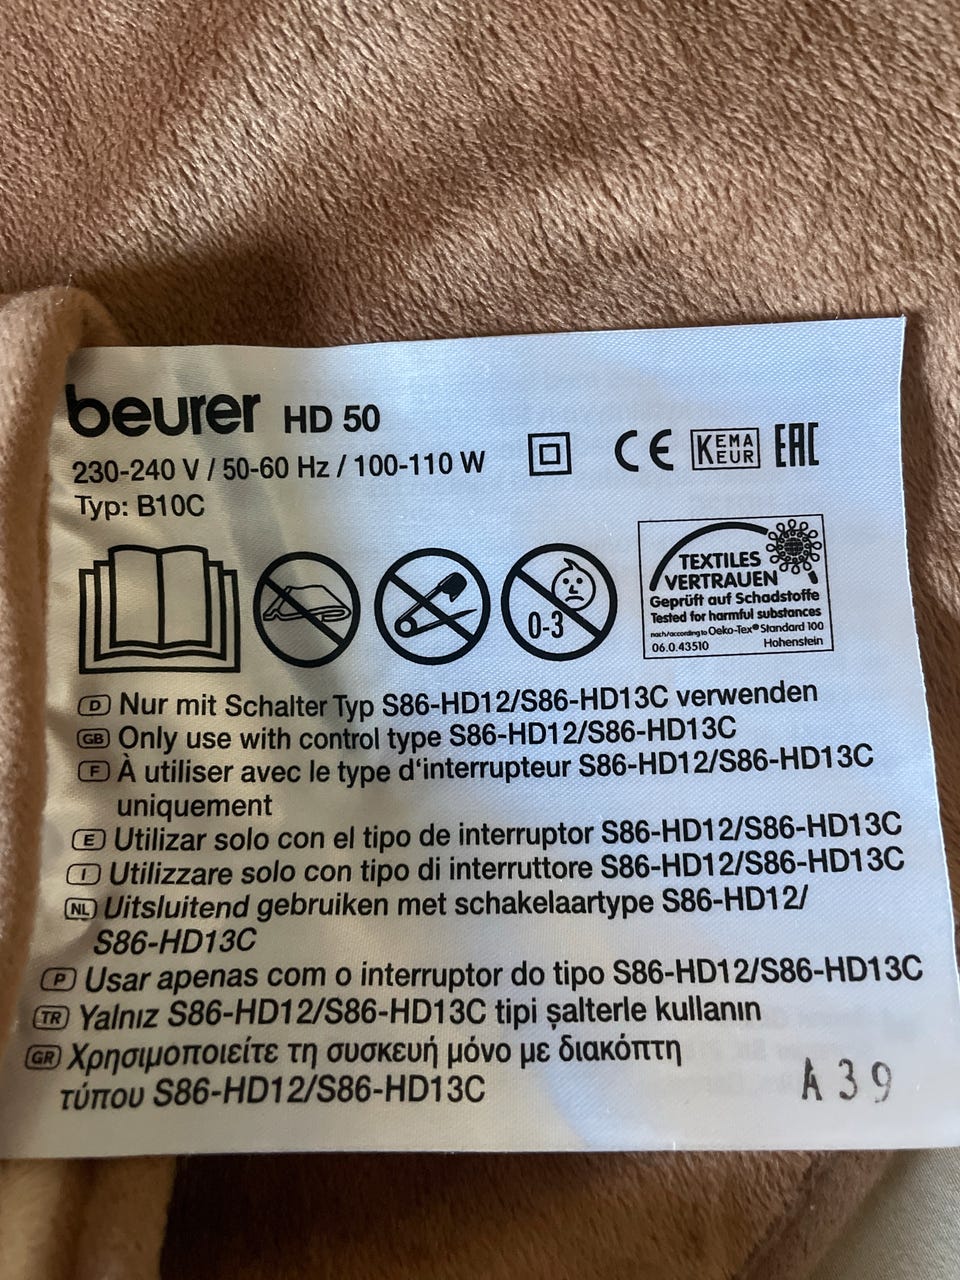 beurer HD 50
230-240 V / 50-60 Hz / 100-110 W
Typ: B10C
CE KEMA KEUR EAC
0-3
TEXTILES
VERTRAUEN
Geprüft auf Schadstoffe
Tested for harmful substances
nach/according to Oeko-Tex® Standard 100
06.0.43510 Hohenstein
D Nur mit Schalter Typ S86-HD12/S86-HD13C verwenden
GB Only use with control type S86-HD12/S86-HD13C
F À utiliser avec le type d'interrupteur S86-HD12/S86-HD13C
uniquement
E Utilizar solo con el tipo de interruptor S86-HD12/S86-HD13C
I Utilizzare solo con tipo di interruttore S86-HD12/S86-HD13C
NL Uitsluitend gebruiken met schakelaartype S86-HD12/
S86-HD13C
P Usar apenas com o interruptor do tipo S86-HD12/S86-HD13C
TR Yalnız S86-HD12/S86-HD13C tipi şalterle kullanın
GR Χρησιμοποιείτε τη συσκευή μόνο με διακόπτη
τύπου S86-HD12/S86-HD13C
A39